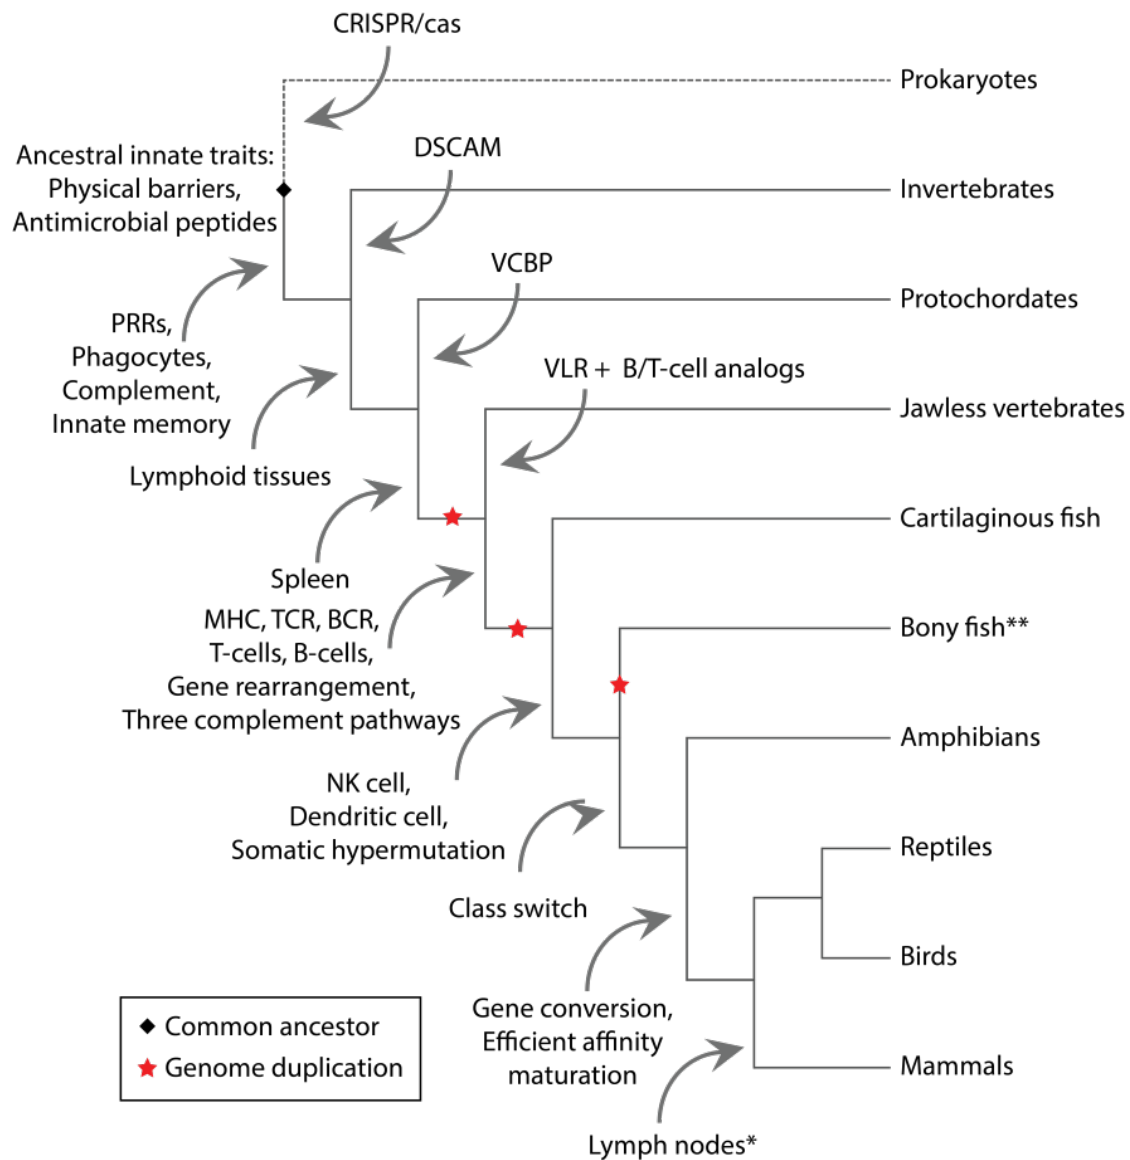 CRISPR/cas
Prokaryotes
Ancestral innate traits:
Physical barriers,
Antimicrobial peptides
DSCAM
Invertebrates
VCBP
Protochordates
PRRs,
Phagocytes,
Complement,
Innate memory
VLR + B/T-cell analogs
Jawless vertebrates
Lymphoid tissues
Cartilaginous fish
Spleen
MHC, TCR, BCR,
T-cells, B-cells,
Gene rearrangement,
Three complement pathways
Bony fish**
Amphibians
NK cell,
Dendritic cell,
Somatic hypermutation
Reptiles
Class switch
Birds
Gene conversion,
Efficient affinity
maturation
Common ancestor
Genome duplication
Mammals
Lymph nodes*